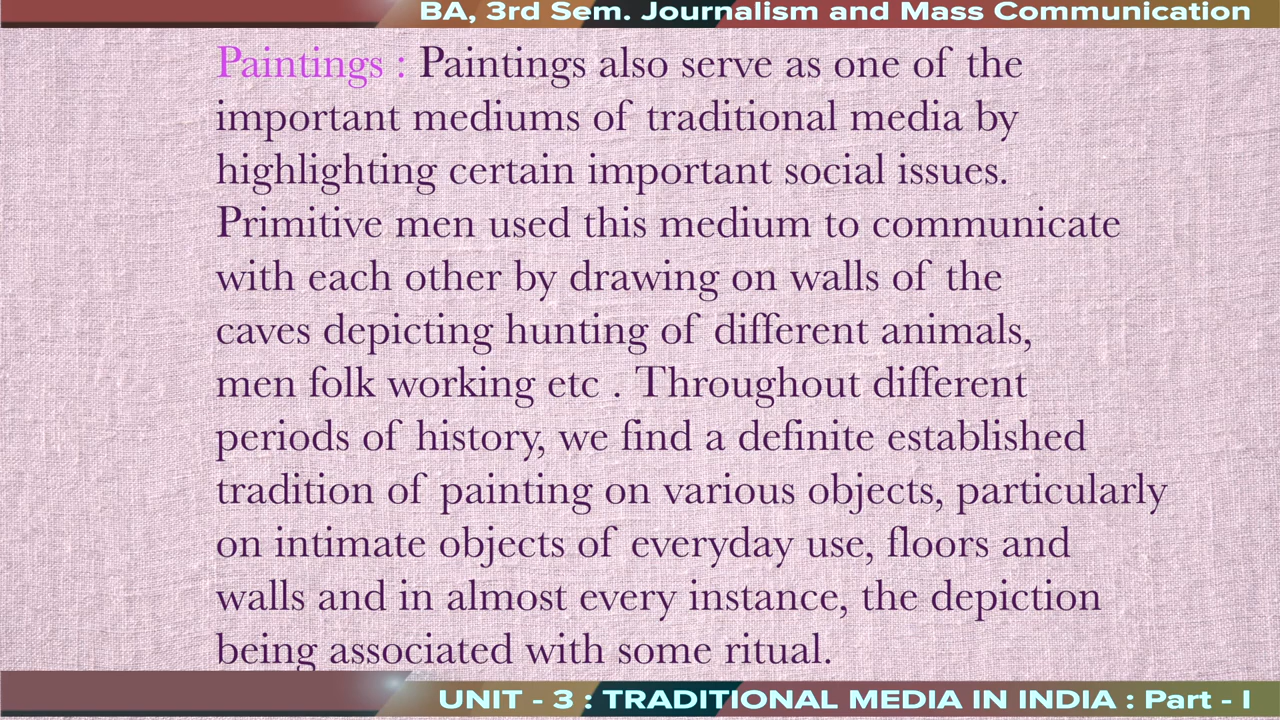 BA, 3rd Sem. Journalism and Mass Communication
Paintings : Paintings also serve as one of the
important mediums of traditional media by
highlighting certain important social issues.
Primitive men used this medium to communicate
with each other by drawing on walls of the
caves depicting hunting of different animals,
men folk working etc . Throughout different
periods of history, we find a definite established
tradition of painting on various objects, particularly
on intimate objects of everyday use, floors and
walls and in almost every instance, the depiction
being associated with some ritual.
UNIT - 3 : TRADITIONAL MEDIA IN INDIA : Part - I